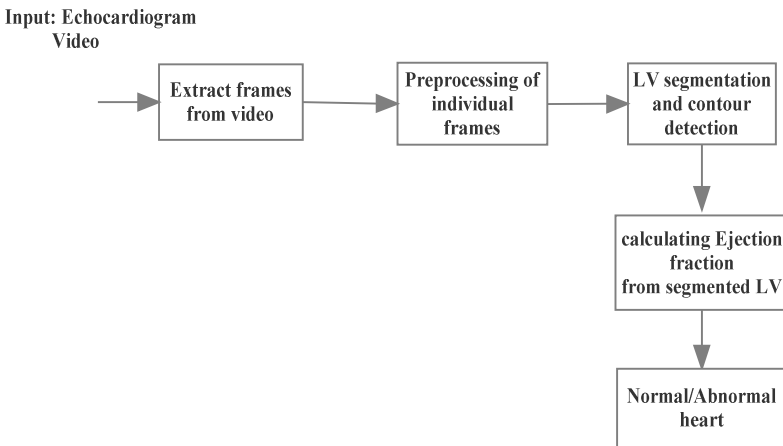 Input: Echocardiogram
Video
Extract frames
from video
Preprocessing of
individual
frames
LV segmentation
and contour
detection
calculating Ejection
fraction
from segmented LV
Normal/Abnormal
heart